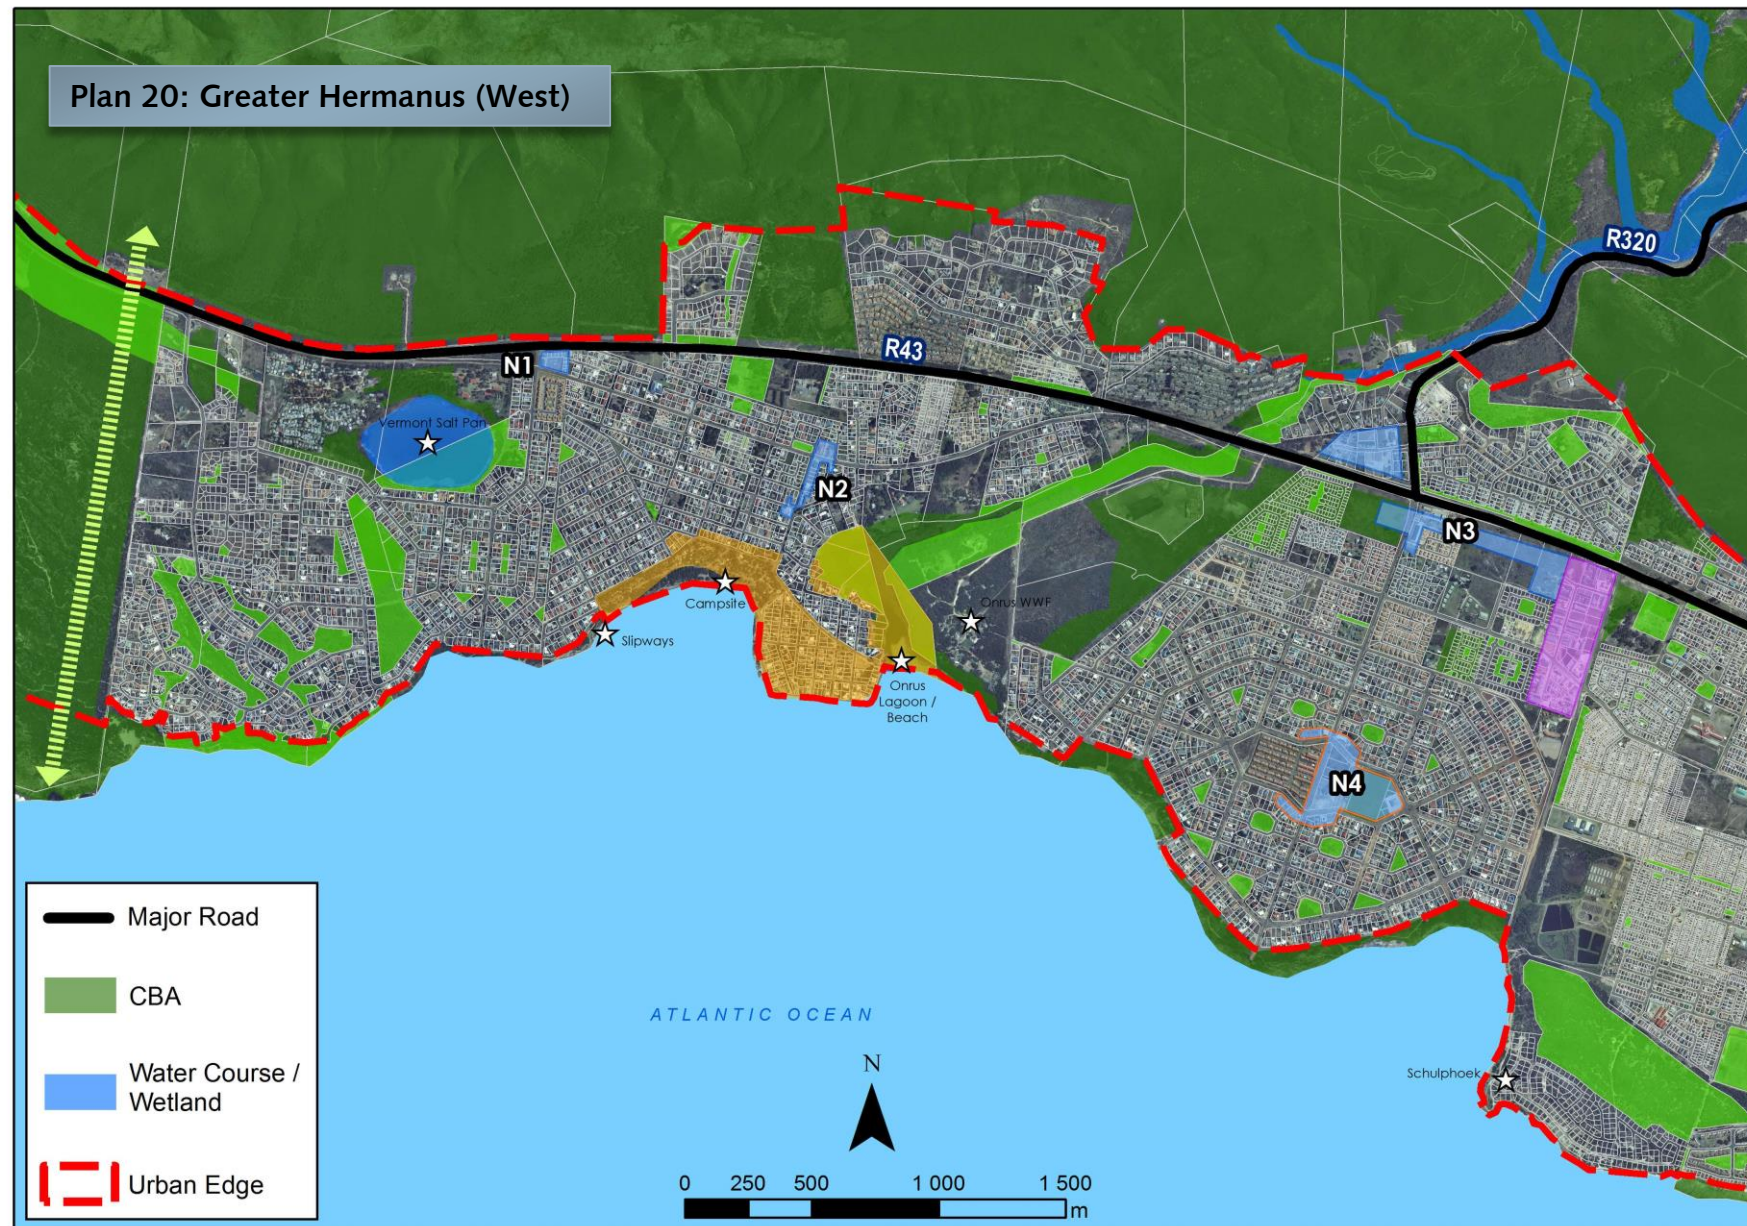 Plan 20: Greater Hermanus (West)
R320
R43
N1
Vermont Salt Pan
N2
N3
Campsite
Slipways
Onrus WWF
Onrus
Lagoon /
Beach
N4
Major Road
CBA
Water Course /
Wetland
Urban Edge
ATLANTIC OCEAN
N
Schulphoek
0 250 500 1 000 1 500
m